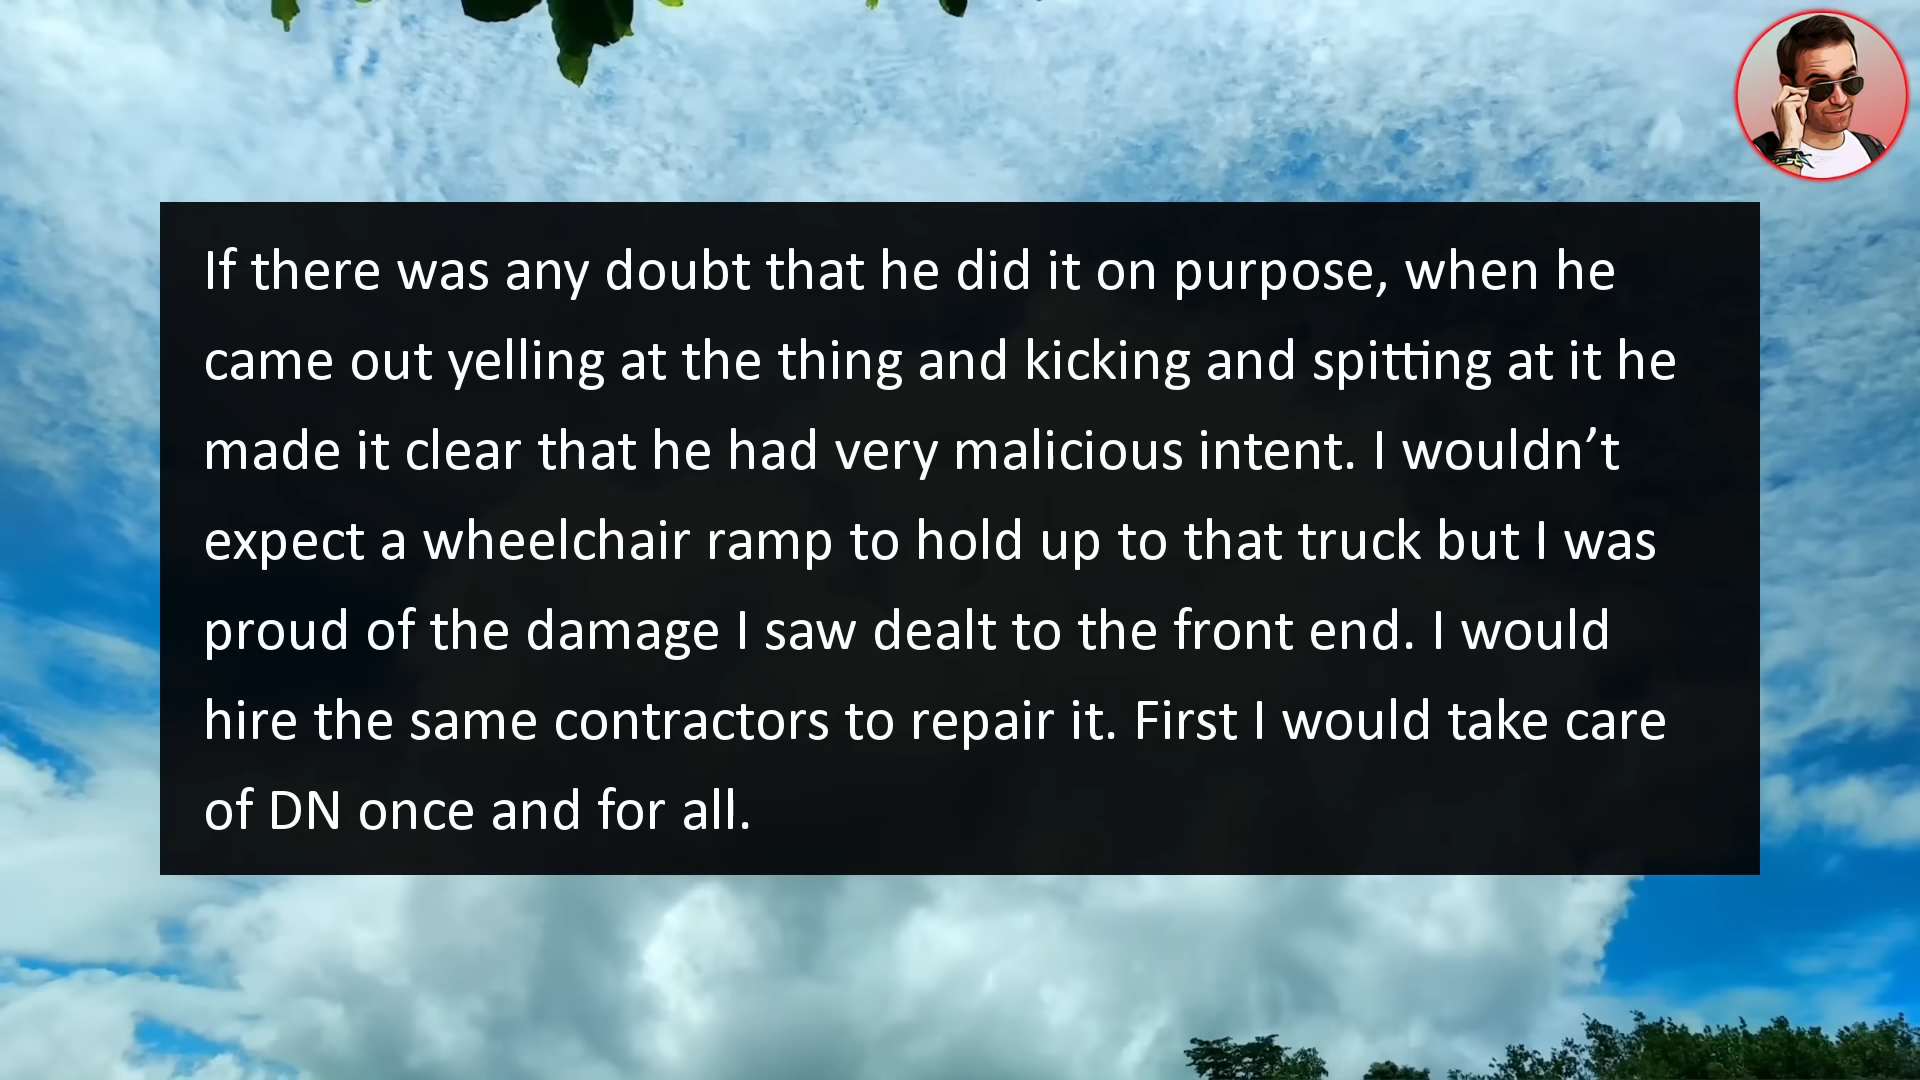 If there was any doubt that he did it on purpose, when he
came out yelling at the thing and kicking and spitting at it he
made it clear that he had very malicious intent. I wouldn’t
expect a wheelchair ramp to hold up to that truck but I was
proud of the damage I saw dealt to the front end. I would
hire the same contractors to repair it. First I would take care
of DN once and for all.